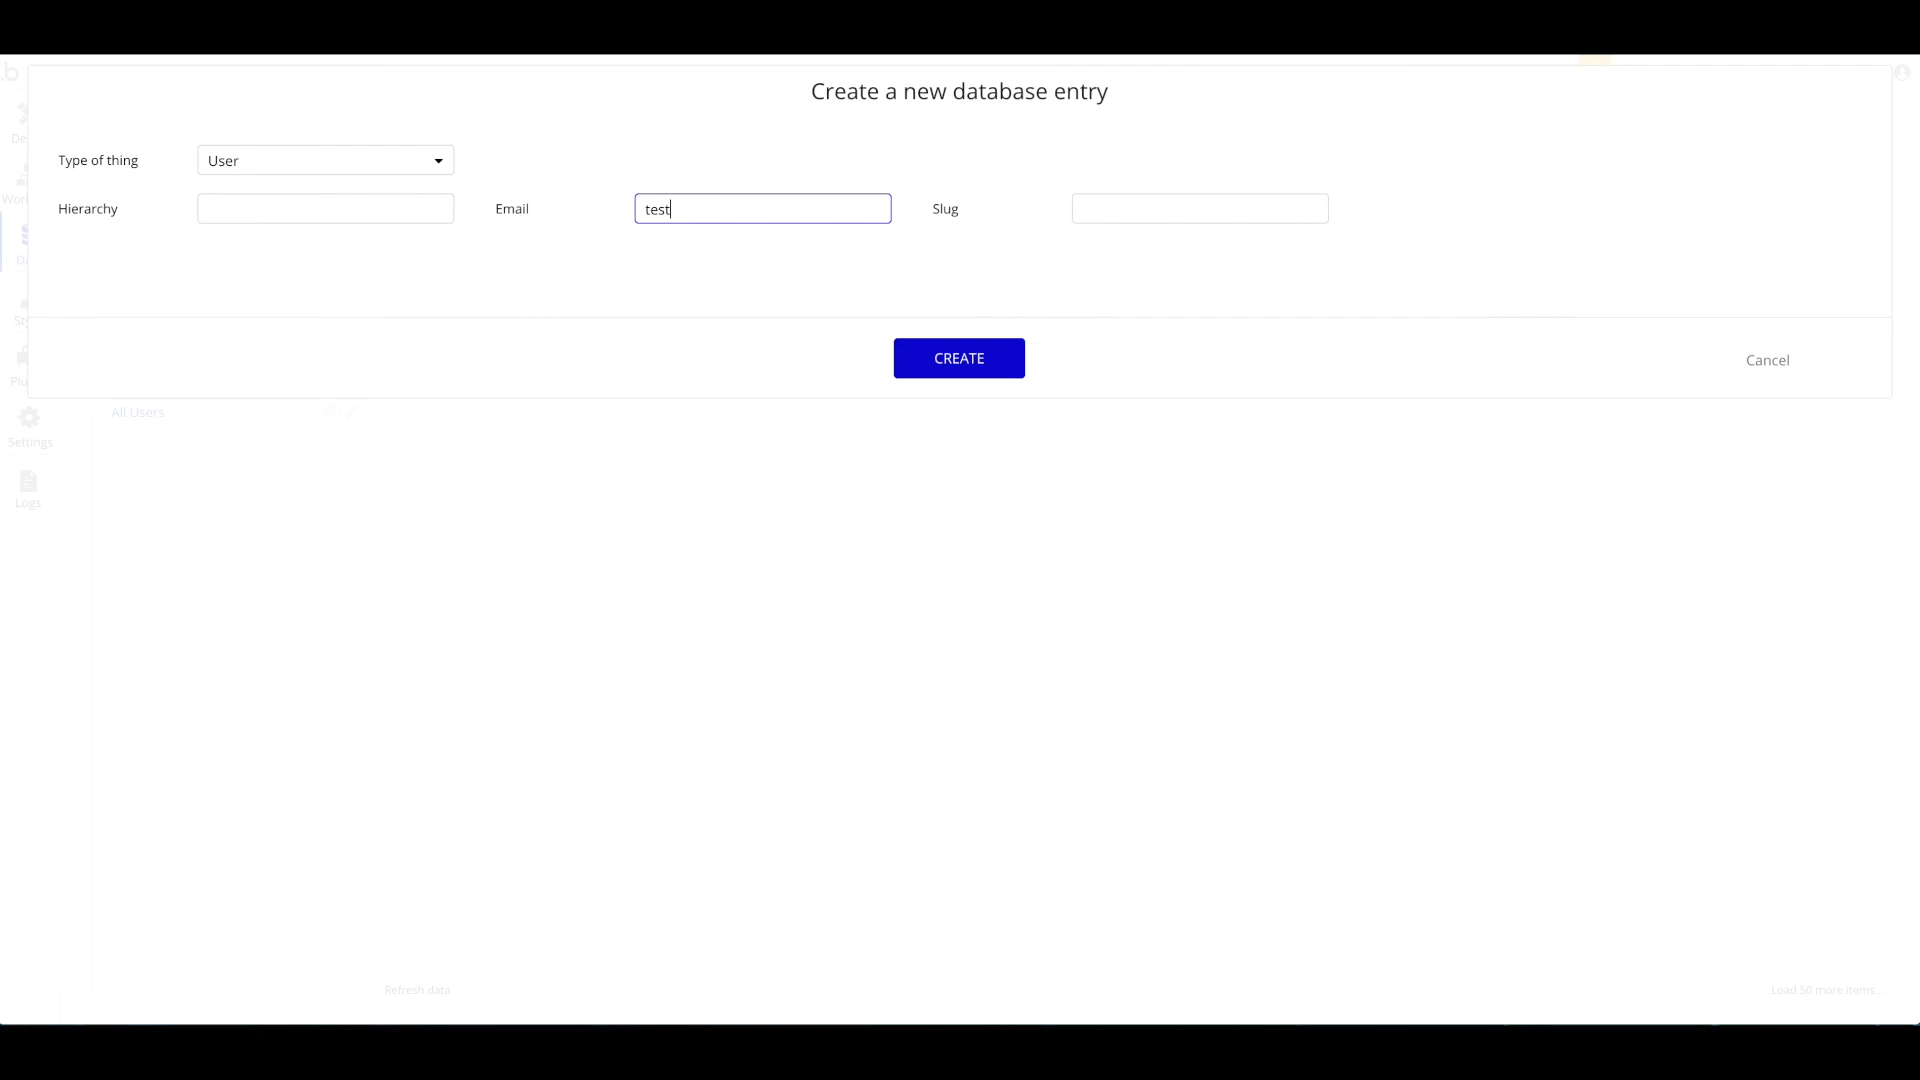 .b
Create a new database entry
Type of thing
User
Hierarchy
Email
test
Slug
CREATE
Cancel
All Users
Settings
Logs
Refresh data
Load 50 more items...